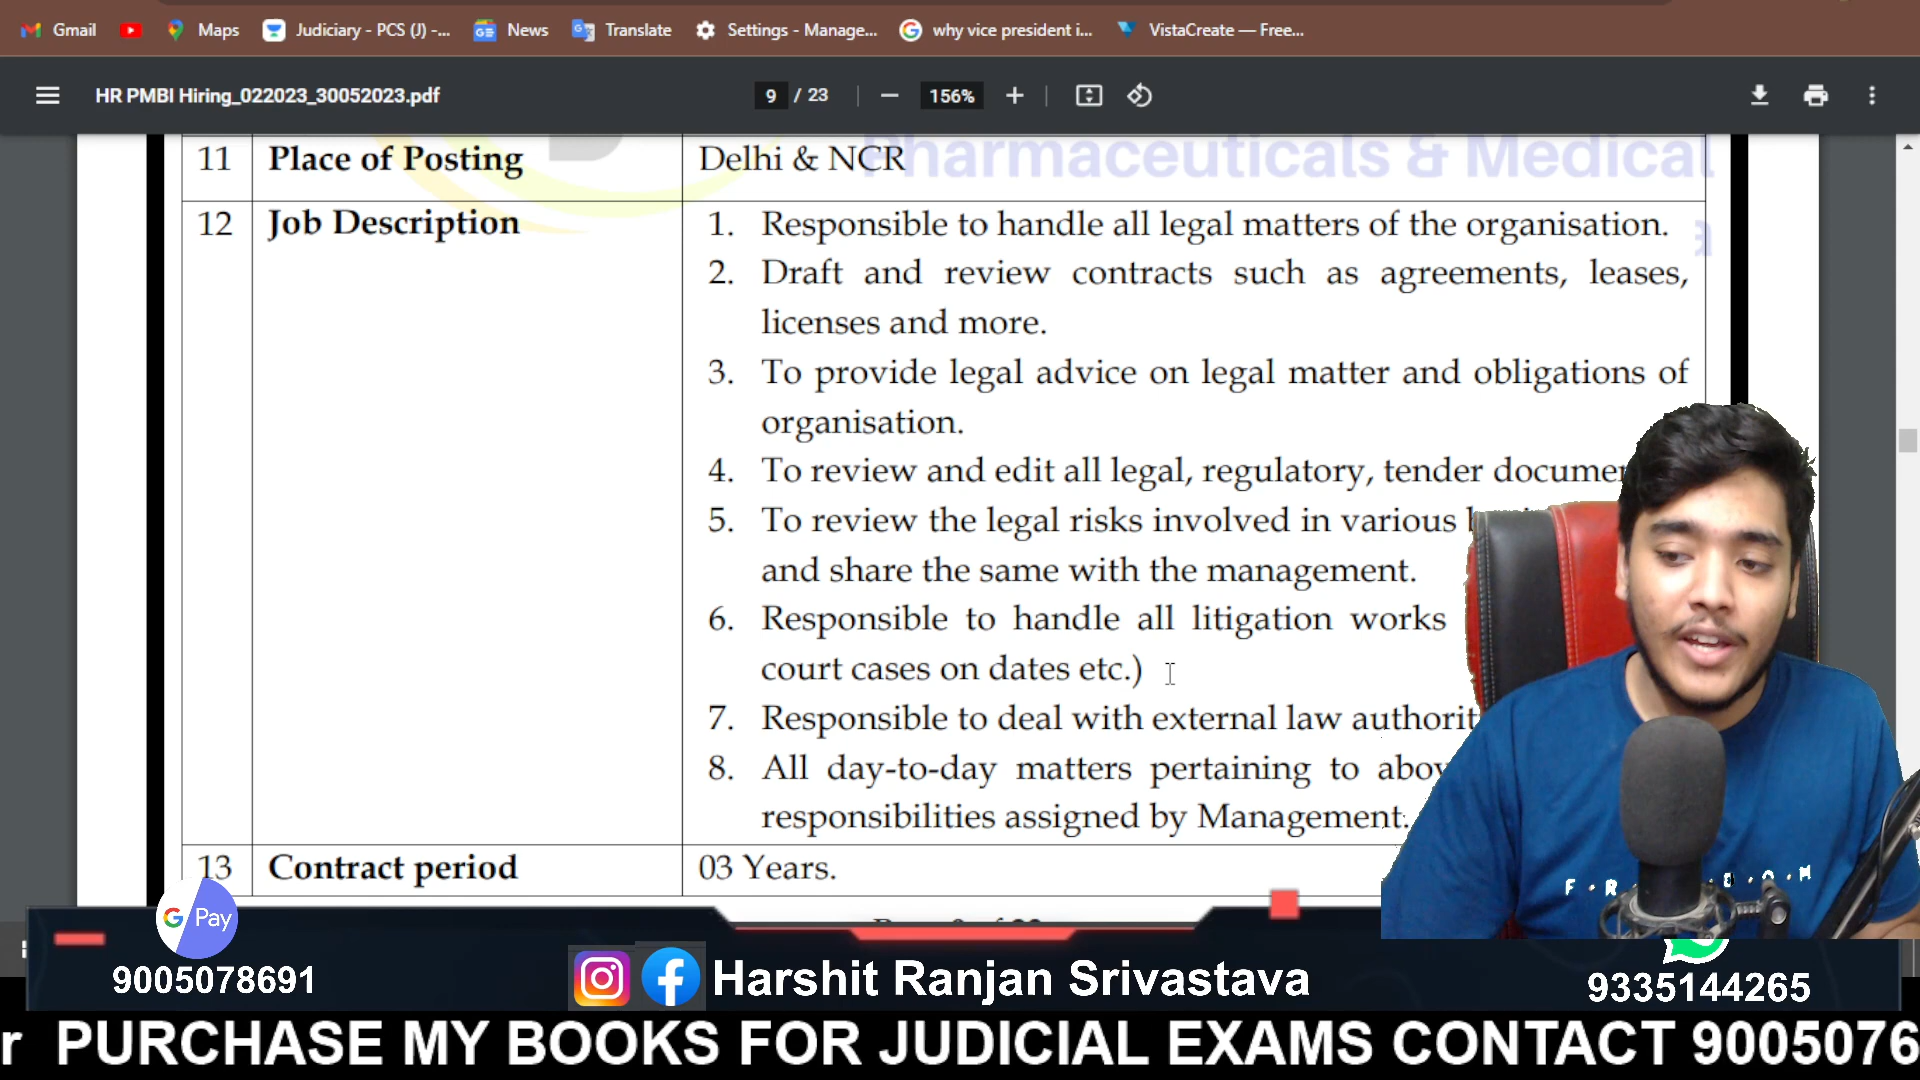 Gmail
Maps
Judiciary - PCS (J) -...
News
Translate
Settings - Manage...
why vice president i...
VistaCreate — Free...
HR PMBI Hiring_022023_30052023.pdf
9 / 23
156%
Pharmaceuticals & Medical
11 Place of Posting Delhi & NCR
12 Job Description 1. Responsible to handle all legal matters of the organisation.
2. Draft and review contracts such as agreements, leases,
licenses and more.
3. To provide legal advice on legal matter and obligations of
organisation.
4. To review and edit all legal, regulatory, tender
5. To review the legal risks involved in various
and share the same with the management.
6. Responsible to handle all litigation works
court cases on dates etc.)
7. Responsible to deal with external law
8. All day-to-day matters pertaining to
responsibilities assigned by Management.
13 Contract period 03 Years.
G Pay
9005078691
Harshit Ranjan Srivastava
9335144265
r PURCHASE MY BOOKS FOR JUDICIAL EXAMS CONTACT 9005076